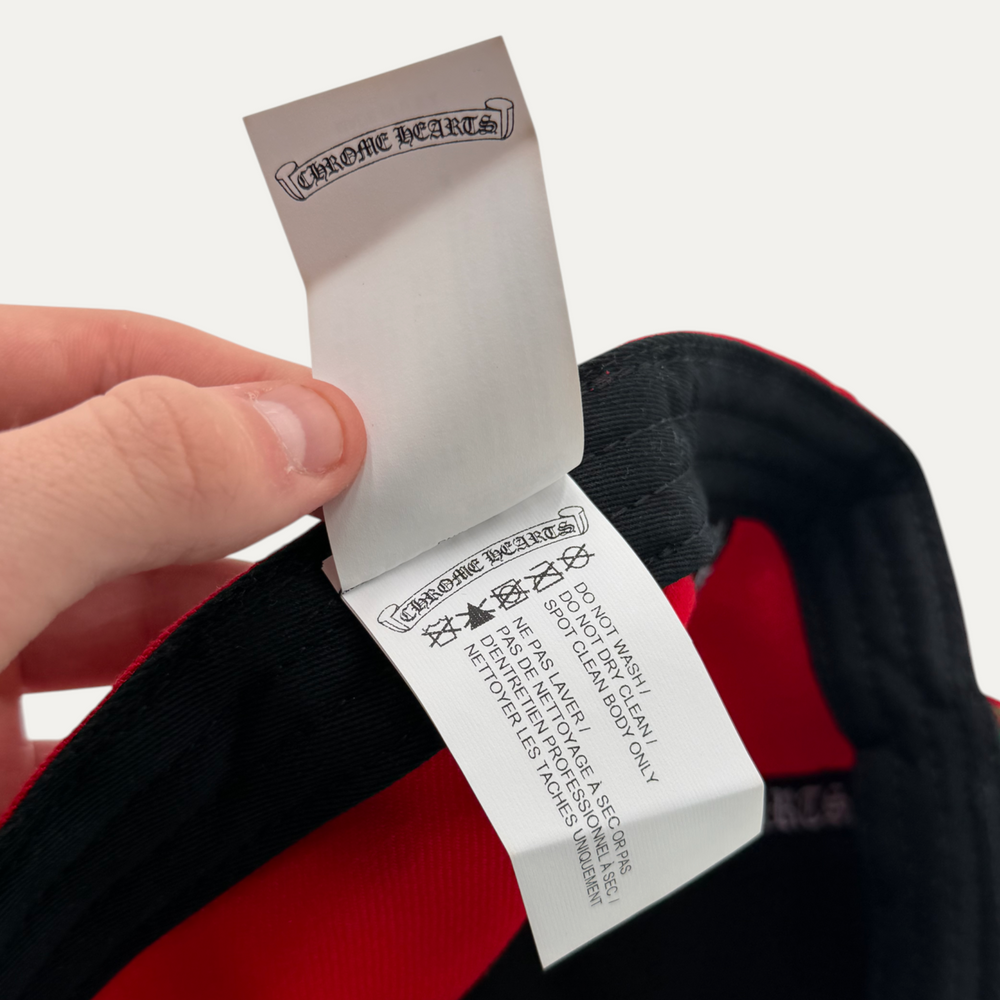 CHROME HEARTS
CHROME HEARTS
DO NOT WASH /
DO NOT DRY CLEAN /
SPOT CLEAN BODY ONLY
NE PAS LAVER /
PAS DE NETTOYAGE À SEC OR PAS
D'ENTRETIEN PROFESSIONNEL À SEC /
NETTOYER LES TACHES UNIQUEMENT